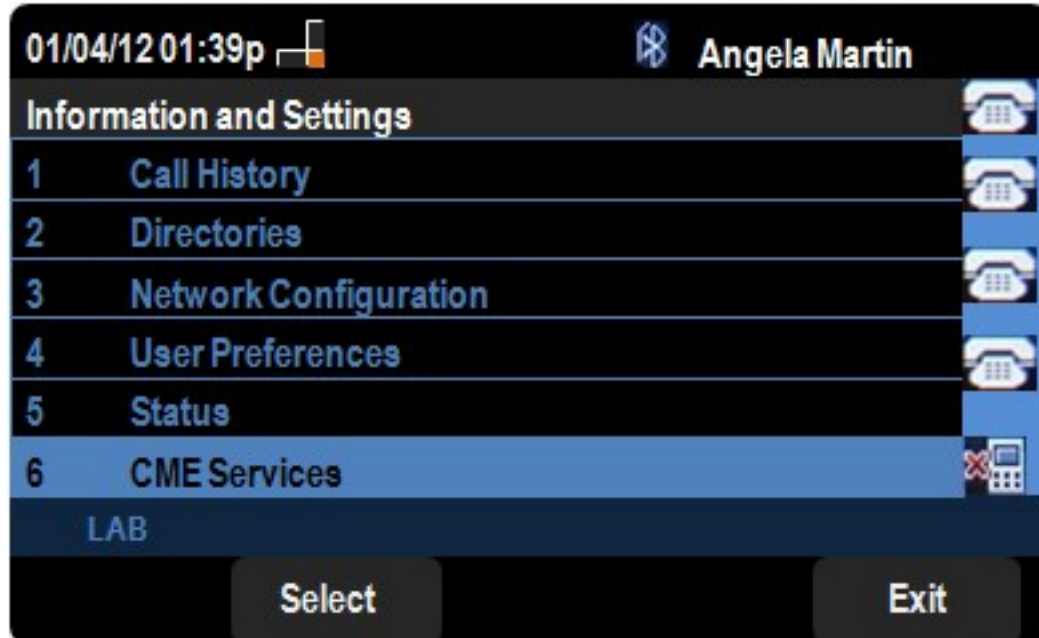 01/04/12 01:39p Angela Martin
Information and Settings
1 Call History
2 Directories
3 Network Configuration
4 User Preferences
5 Status
6 CME Services
LAB
Select Exit